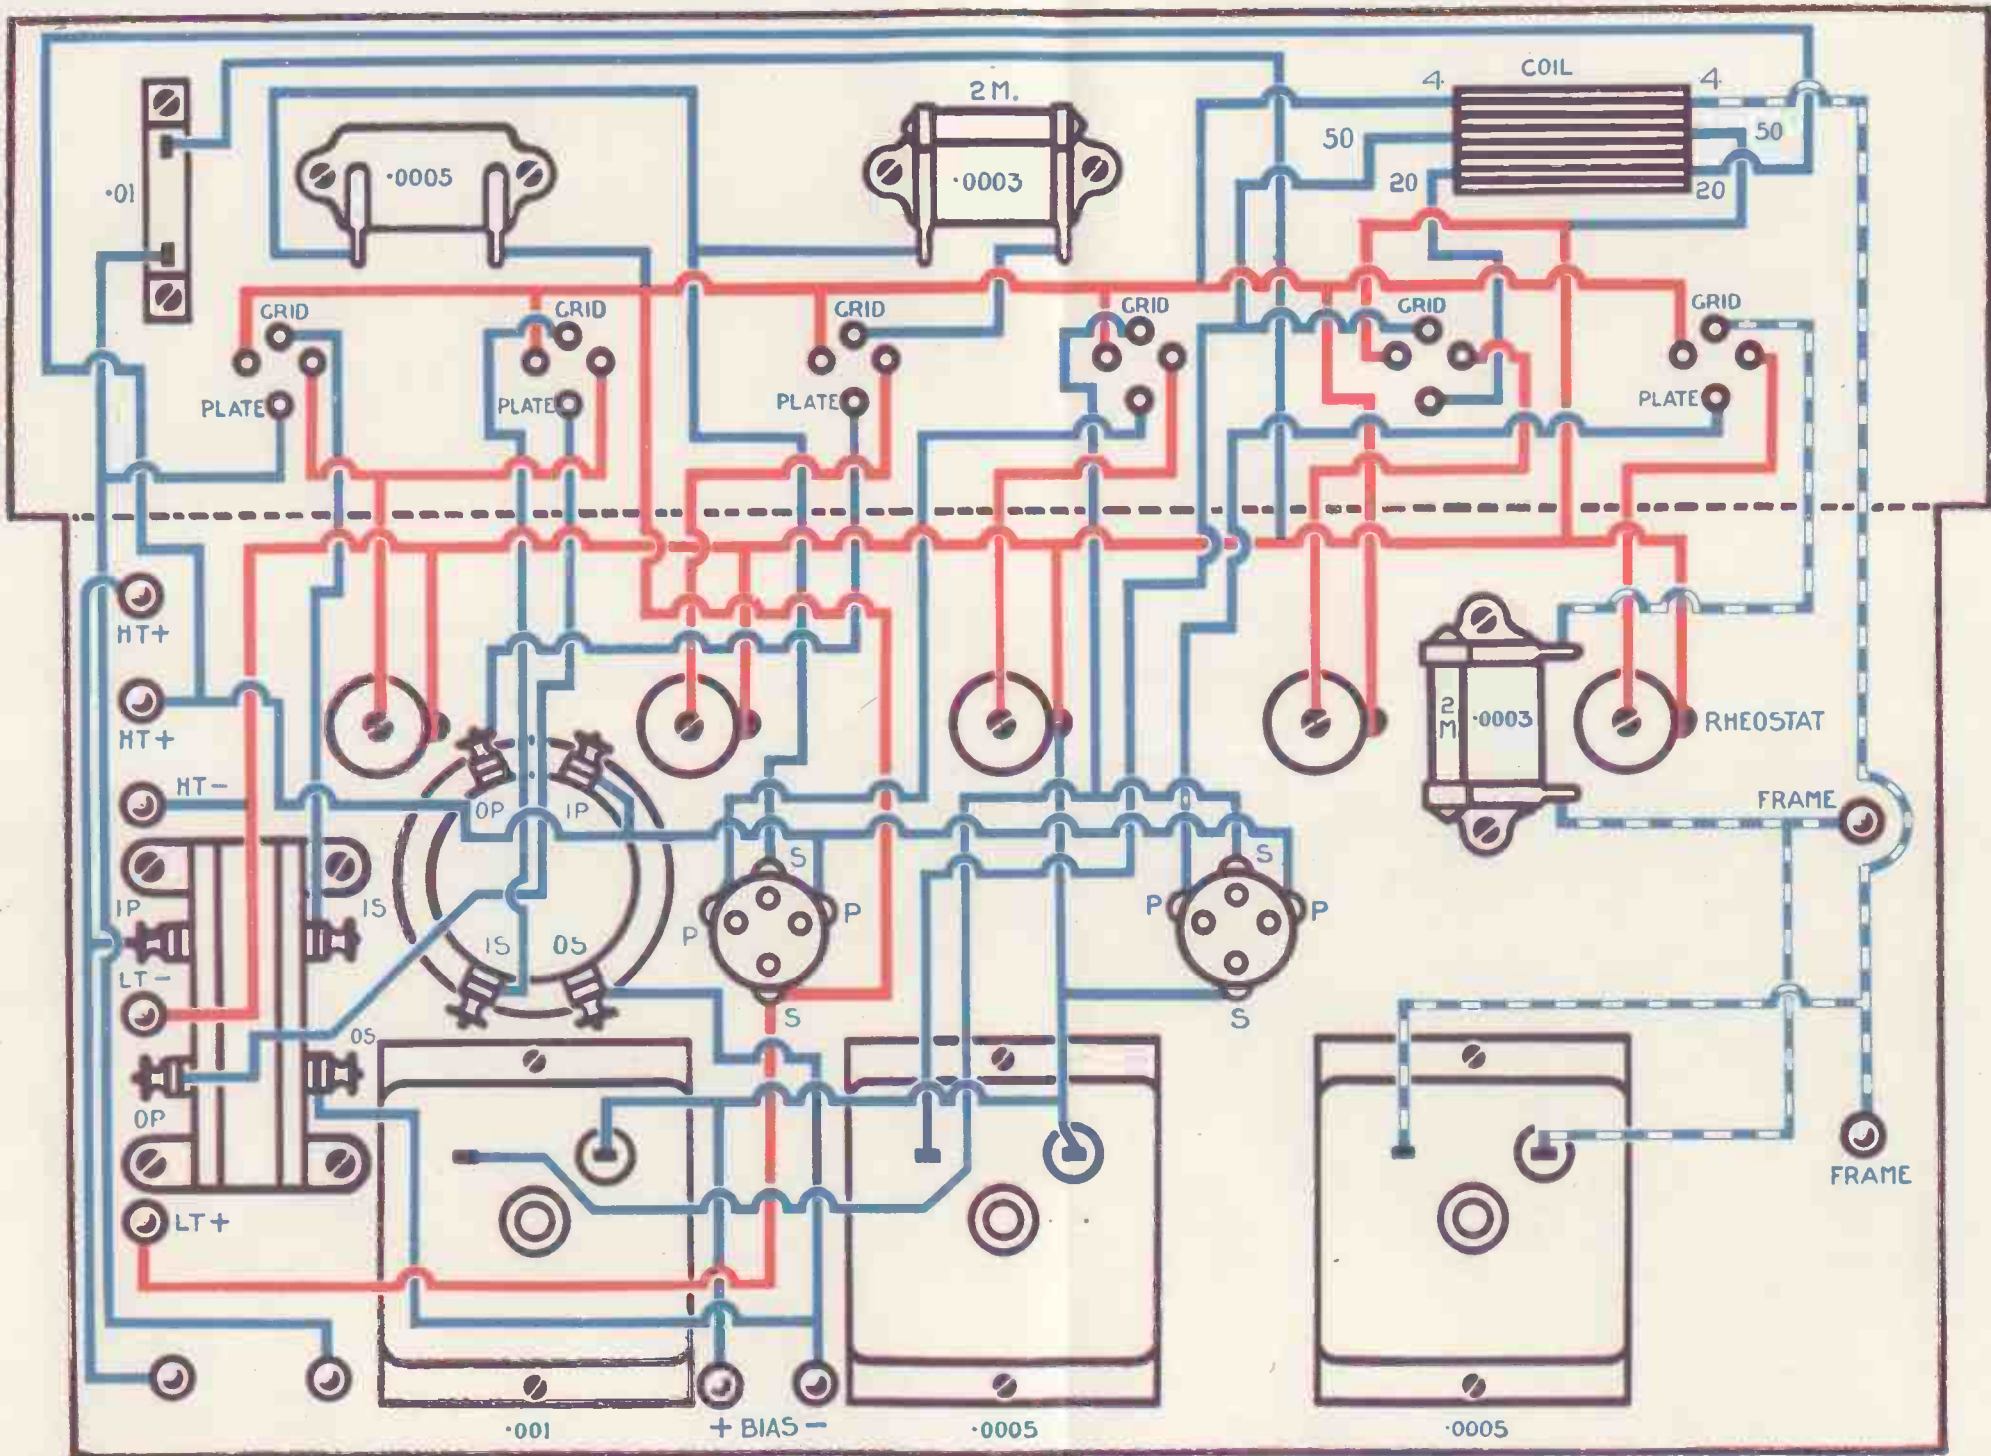 2 M.
COIL
4
4
50
50
20
20
.01
.0005
.0003
GRID
GRID
GRID
GRID
GRID
GRID
PLATE
PLATE
PLATE
PLATE
HT+
HT+
HT-
2 M
.0003
RHEOSTAT
FRAME
OP
IP
S
S
IP
IS
P
P
P
P
IS
OS
LT-
S
S
OS
OP
FRAME
LT+
.001
+ BIAS -
.0005
.0005